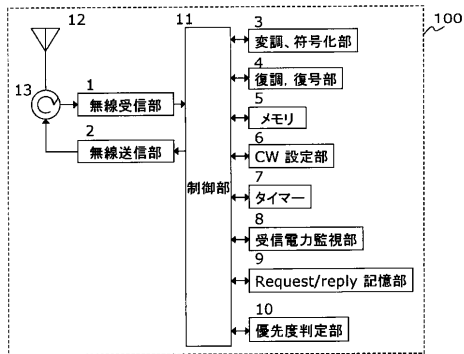 100
12
11
13
1
無線受信部
2
無線送信部
制御部
3
変調、符号化部
4
復調，復号部
5
メモリ
6
CW 設定部
7
タイマー
8
受信電力監視部
9
Request/reply 記憶部
10
優先度判定部